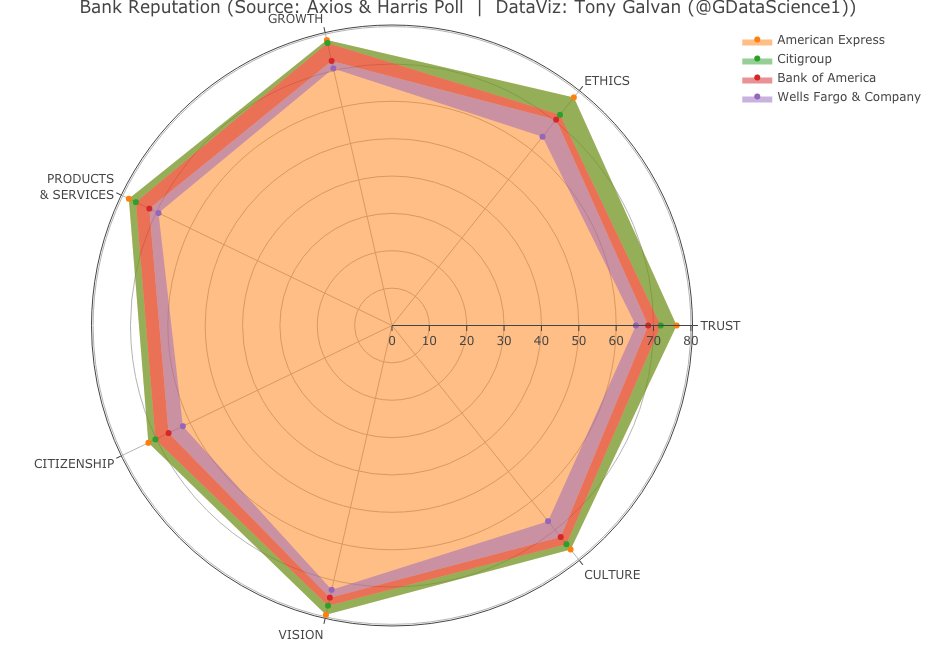 Bank Reputation (Source: Axios & Harris Poll | DataViz: Tony Galvan (@GDataScience1))
GROWTH
American Express
Citigroup
Bank of America
Wells Fargo & Company
ETHICS
PRODUCTS
& SERVICES
TRUST
0 10 20 30 40 50 60 70 80
CITIZENSHIP
CULTURE
VISION